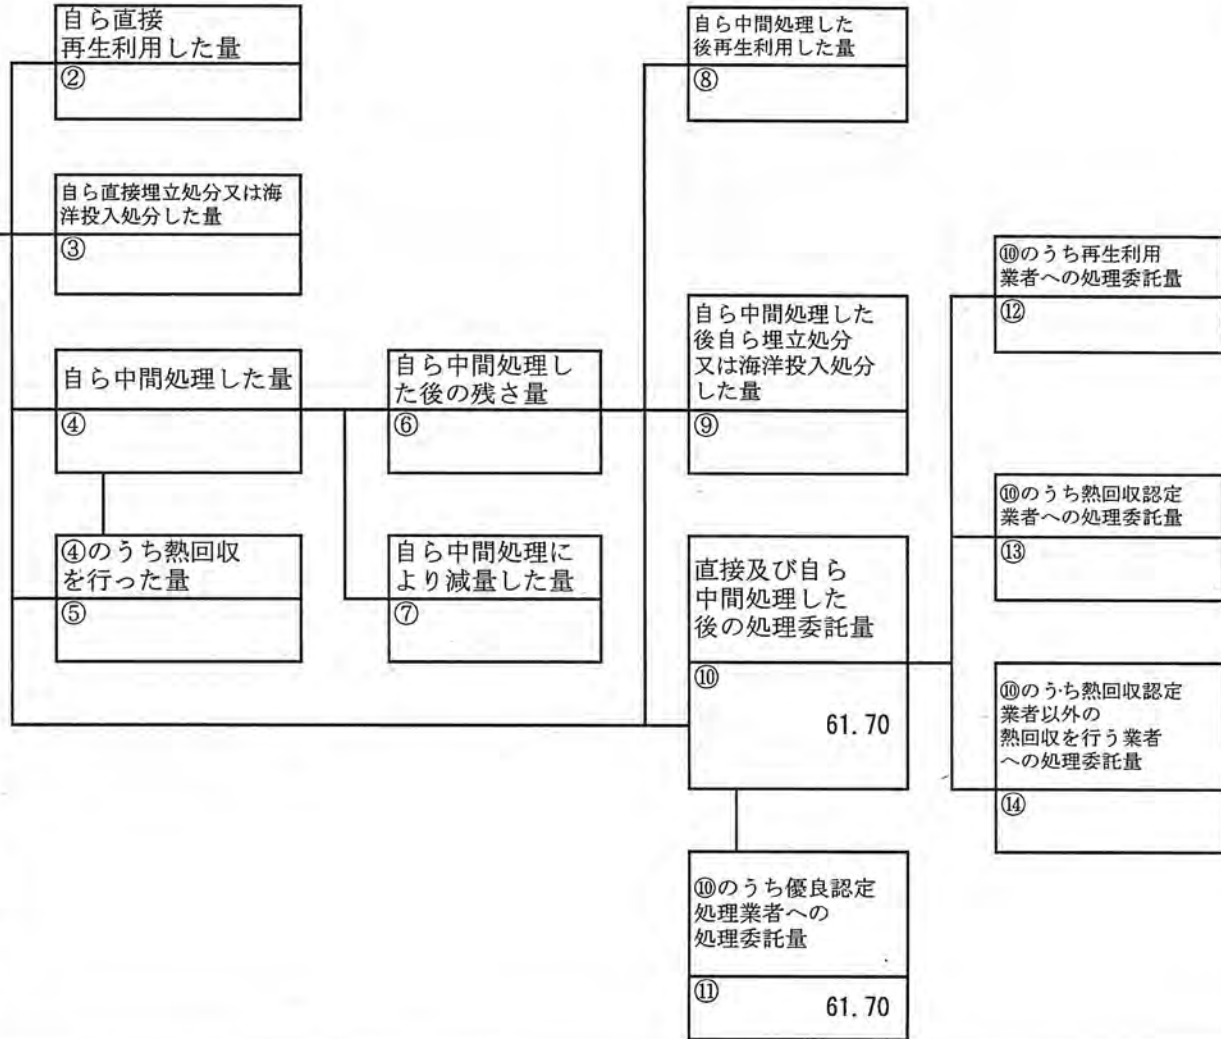 自ら直接
再生利用した量
②
自ら中間処理した
後再生利用した量
⑧
自ら直接埋立処分又は海
洋投入処分した量
③
⑩のうち再生利用
業者への処理委託量
⑫
自ら中間処理した量
④
自ら中間処理し
た後の残さ量
⑥
自ら中間処理した
後自ら埋立処分
又は海洋投入処分
した量
⑨
⑩のうち熱回収認定
業者への処理委託量
⑬
④のうち熱回収
を行った量
⑤
自ら中間処理に
より減量した量
⑦
直接及び自ら
中間処理した
後の処理委託量
⑩
61.70
⑩のうち熱回収認定
業者以外の
熱回収を行う業者
への処理委託量
⑭
⑩のうち優良認定
処理業者への
処理委託量
⑪
61.70